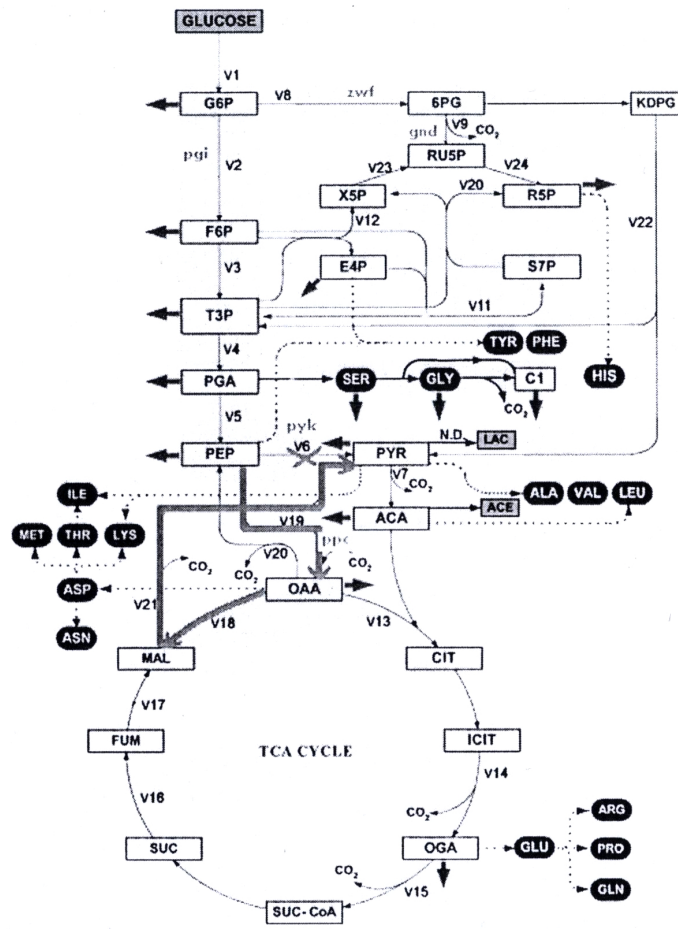 GLUCOSE
V1
G6P V8 zwf 6PG KDPG
V9
CO2
gnd
pgi
RU5P
V2
V23 V24
X5P V20 R5P
V12 V22
F6P
V3 E4P S7P
V11
T3P
V4 TYR PHE
PGA SER GLY C1 HIS
CO2
V5
pyk
N.D. LAC
PEP V6 PYR
V7
CO2
ILE ALA VAL LEU
V19 ACA ACE
MET THR LYS
ppc
V20 CO2
CO2 CO2
ASP OAA
V21 V18 V13
ASN
MAL CIT
V17
FUM TCA CYCLE ICIT
V14
V16
CO2 ARG
SUC OGA GLU PRO
CO2
V15 GLN
SUC-CoA